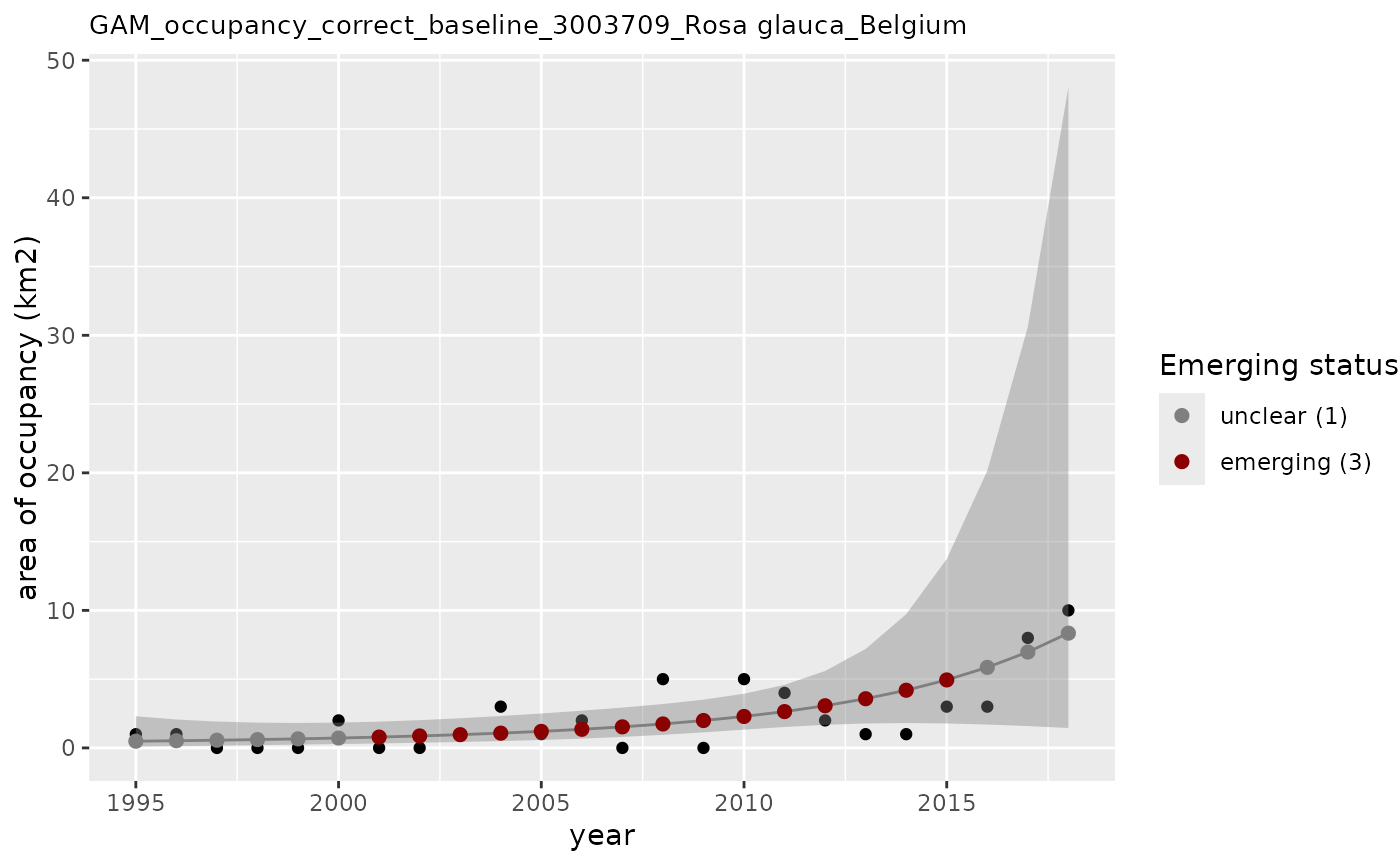 GAM_occupancy_correct_baseline_3003709_Rosa glauca_Belgium
50
40
30
20
10
0
area of occupancy (km2)
1995 2000 2005 2010 2015
year
Emerging status
unclear (1)
emerging (3)